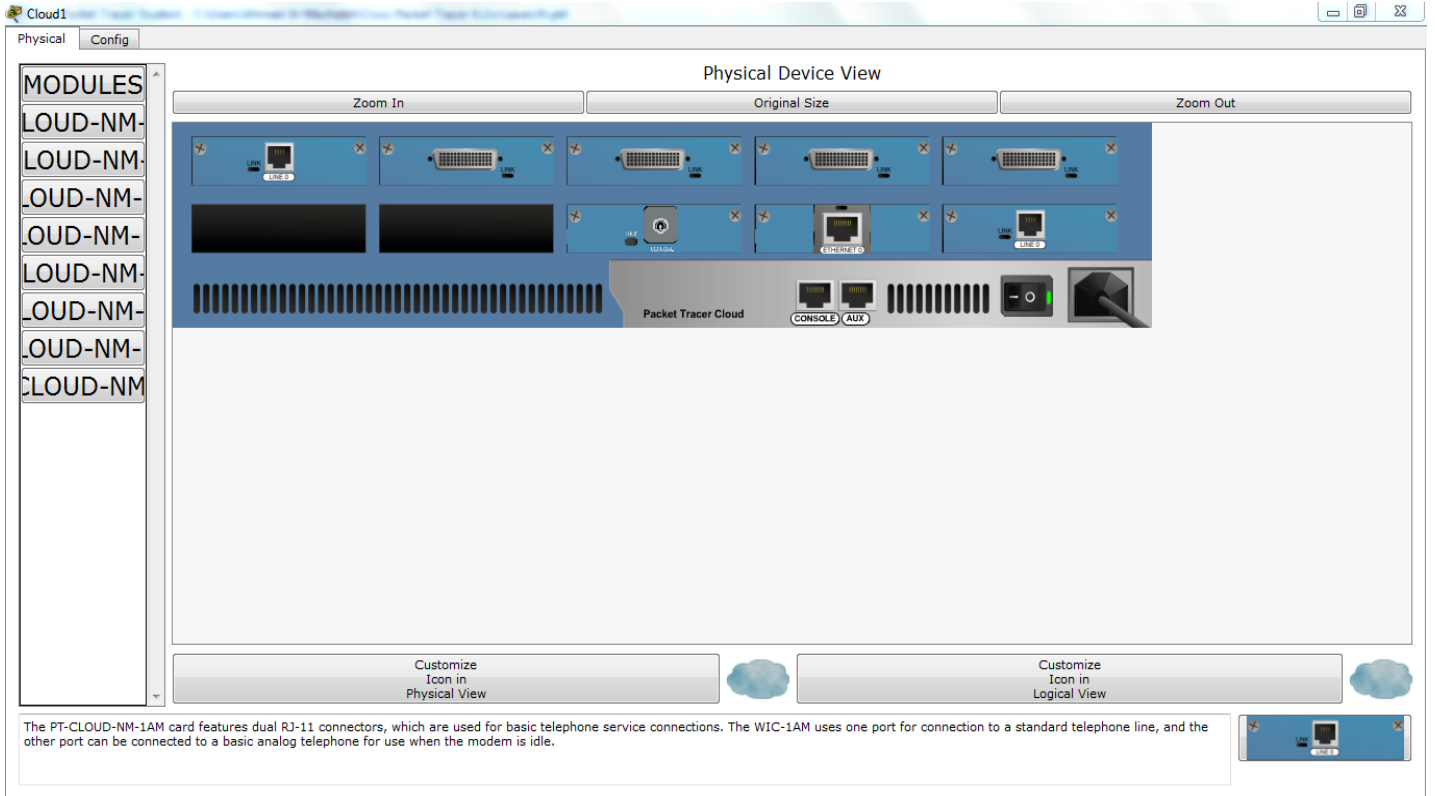 Cloud1
Physical Config
MODULES
LOUD-NM-
LOUD-NM-
LOUD-NM-
LOUD-NM-
LOUD-NM-
LOUD-NM-
LOUD-NM-
CLOUD-NM
Physical Device View
Zoom In Original Size Zoom Out
LINK LINE 0 LINK LINK LINK LINK
ETHERNET 0 LINK LINE 0
Packet Tracer Cloud CONSOLE AUX
Customize
Icon in
Physical View
Customize
Icon in
Logical View
The PT-CLOUD-NM-1AM card features dual RJ-11 connectors, which are used for basic telephone service connections. The WIC-1AM uses one port for connection to a standard telephone line, and the
other port can be connected to a basic analog telephone for use when the modem is idle.
LINK LINE 0